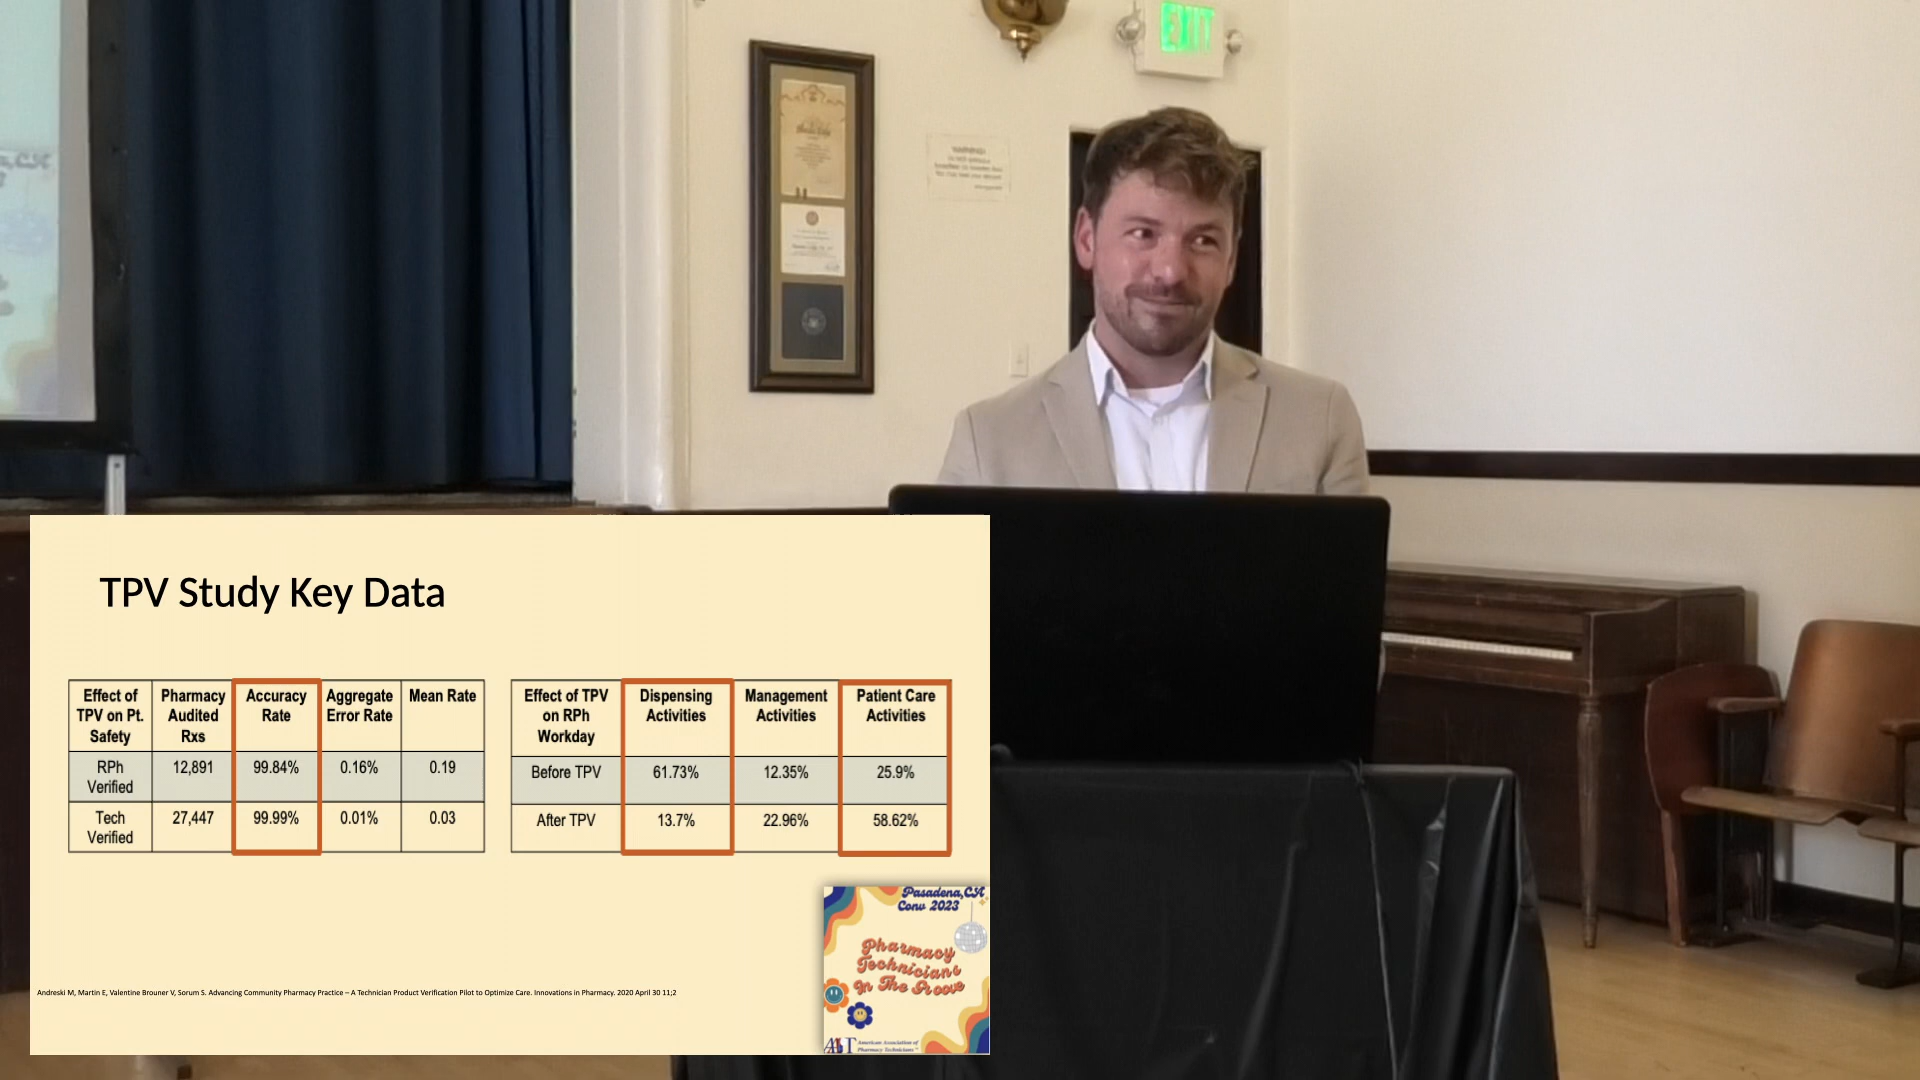 EXIT
TPV Study Key Data
Effect of TPV on Pt. Safety | Pharmacy Audited Rxs | Accuracy Rate | Aggregate Error Rate | Mean Rate
RPh Verified | 12,891 | 99.84% | 0.16% | 0.19
Tech Verified | 27,447 | 99.99% | 0.01% | 0.03
Effect of TPV on RPh Workday | Dispensing Activities | Management Activities | Patient Care Activities
Before TPV | 61.73% | 12.35% | 25.9%
After TPV | 13.7% | 22.96% | 58.62%
Pasadena,CA
Conv 2023
Pharmacy
Technicians
In The Groove
AAPT American Association of
Pharmacy Technicians
Andreski M, Martin E, Valentine Brouner V, Sorum S. Advancing Community Pharmacy Practice – A Technician Product Verification Pilot to Optimize Care. Innovations in Pharmacy. 2020 April 30 11;2